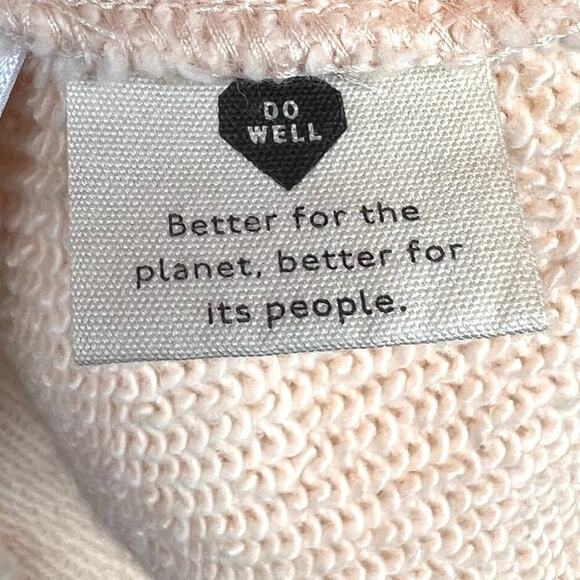 DO
WELL
Better for the
planet, better for
its people.